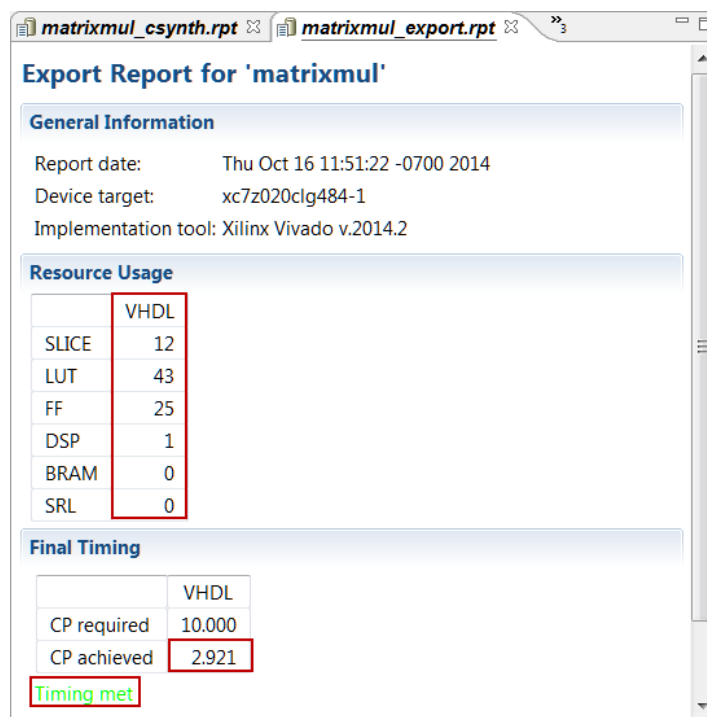 matrixmul_csynth.rpt matrixmul_export.rpt »3
Export Report for 'matrixmul'
General Information
Report date: Thu Oct 16 11:51:22 -0700 2014
Device target: xc7z020clg484-1
Implementation tool: Xilinx Vivado v.2014.2
Resource Usage
VHDL
SLICE 12
LUT 43
FF 25
DSP 1
BRAM 0
SRL 0
Final Timing
VHDL
CP required 10.000
CP achieved 2.921
Timing met